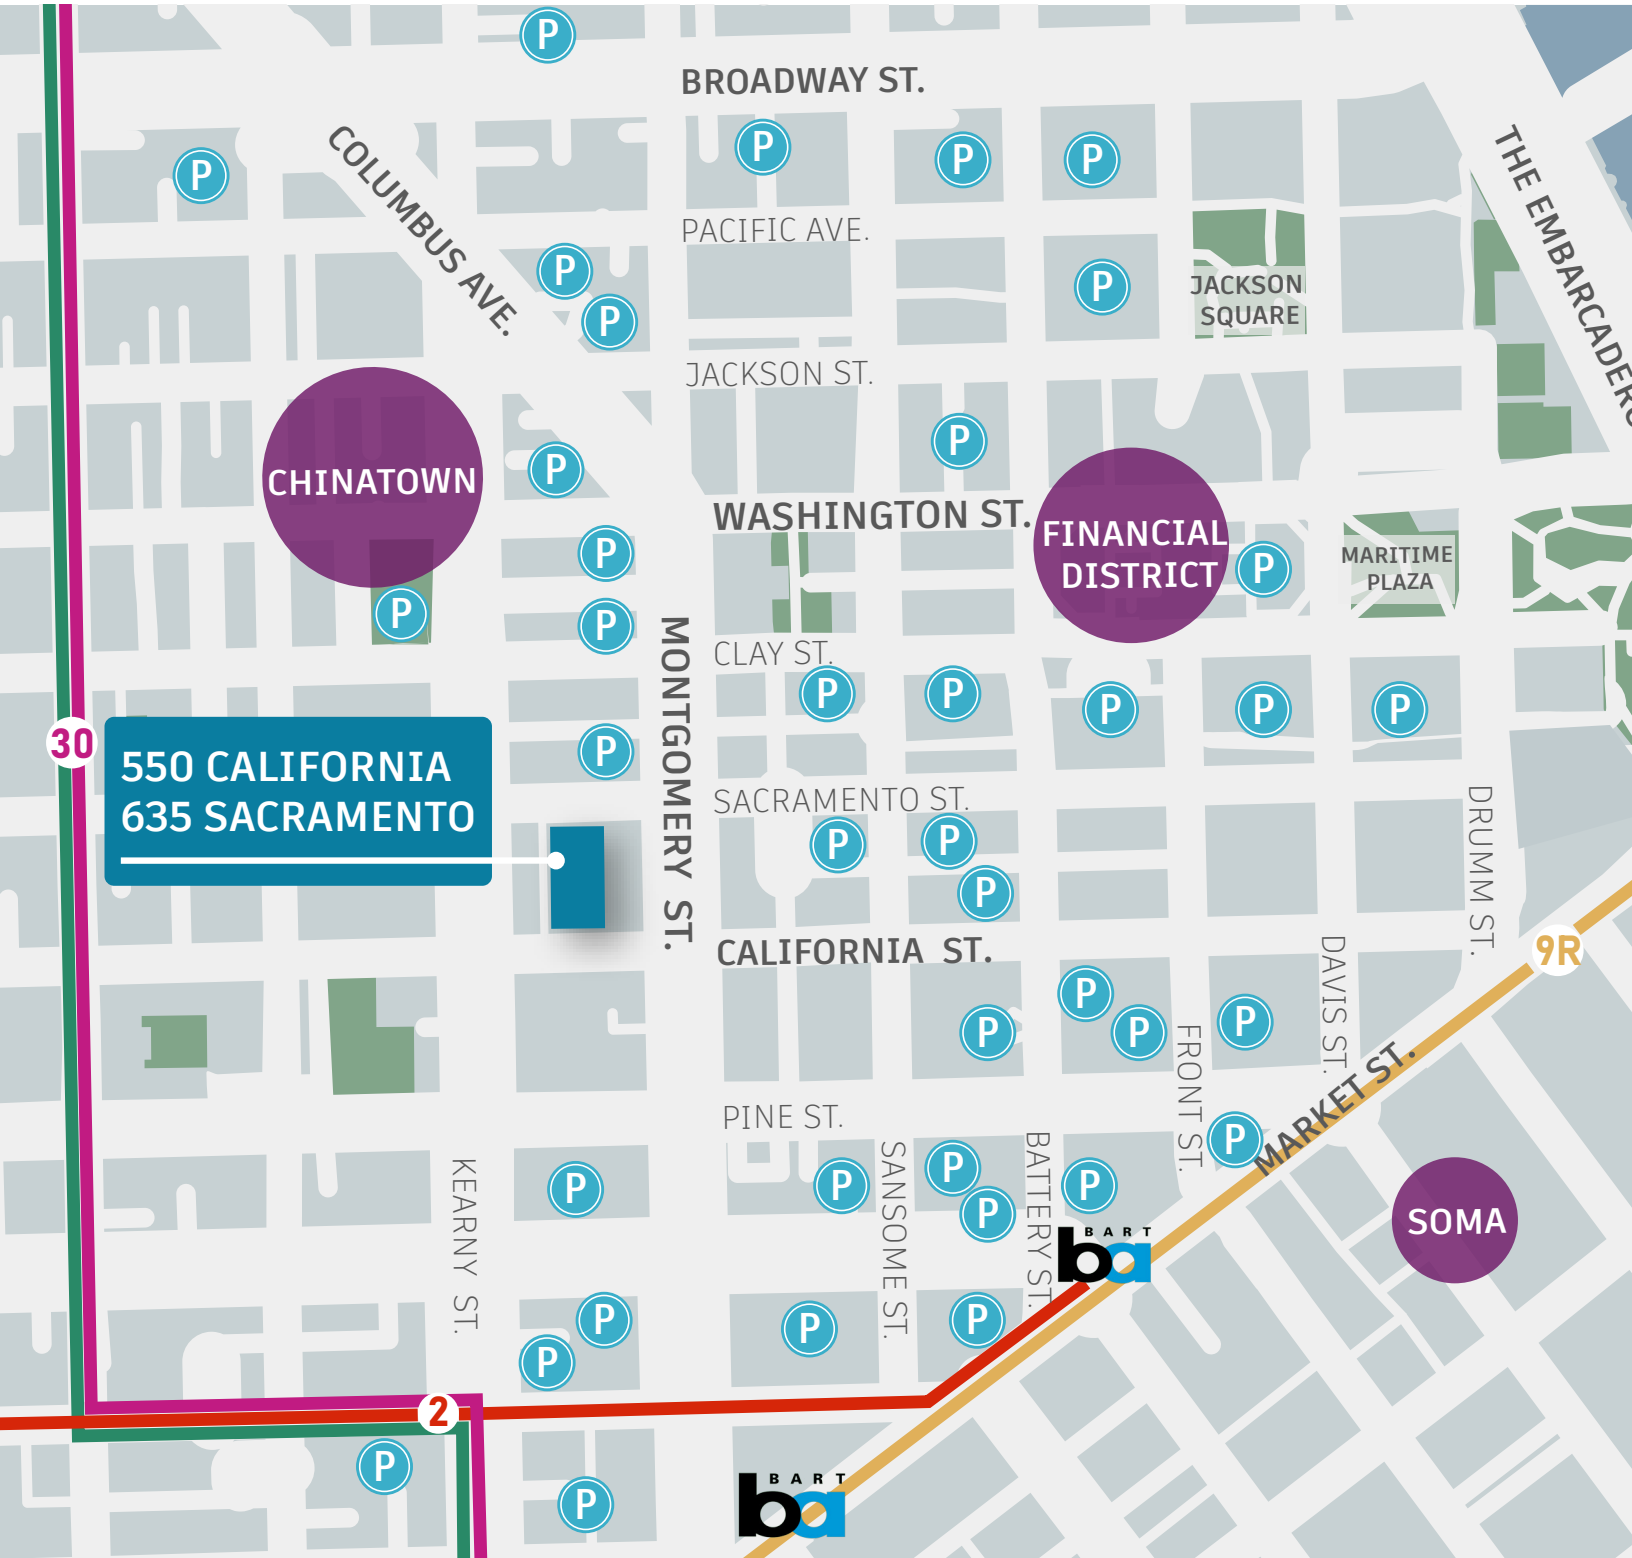 P
BROADWAY ST.
P
P
P
P
COLUMBUS AVE.
THE EMBARCADERO
PACIFIC AVE.
P
P
P
JACKSON
SQUARE
JACKSON ST.
P
P
CHINATOWN
WASHINGTON ST.
FINANCIAL
DISTRICT
P
P
MARITIME
PLAZA
P
P
MONTGOMERY ST.
CLAY ST.
P
P
P
P
P
30
P
550 CALIFORNIA
635 SACRAMENTO
SACRAMENTO ST.
DRUMM ST.
P
P
P
CALIFORNIA ST.
9R
DAVIS ST.
P
P
P
P
FRONT ST.
MARKET ST.
PINE ST.
P
KEARNY ST.
SANSOME ST.
BATTERY ST.
P
P
P
P
P
SOMA
BART
ba
P
P
P
P
2
P
P
BART
ba